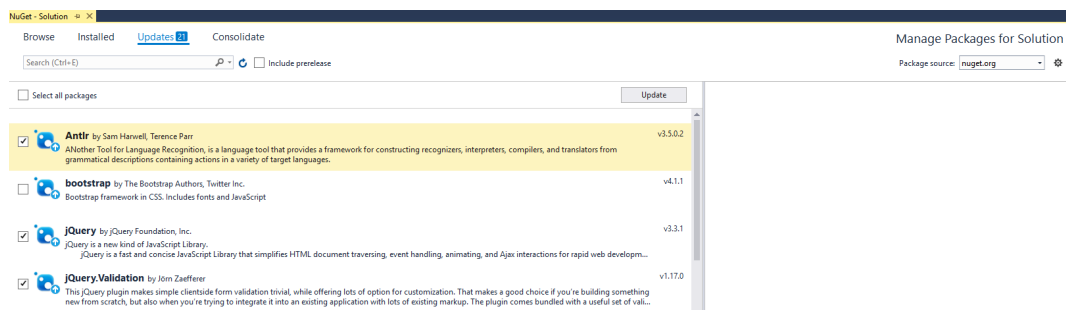 NuGet - Solution
Browse Installed Updates 21 Consolidate
Manage Packages for Solution
Search (Ctrl+E)
Include prerelease
Package source: nuget.org
Select all packages
Update
Antlr by Sam Harwell, Terence Parr
v3.5.0.2
ANother Tool for Language Recognition, is a language tool that provides a framework for constructing recognizers, interpreters, compilers, and translators from
grammatical descriptions containing actions in a variety of target languages.
bootstrap by The Bootstrap Authors, Twitter Inc.
v4.1.1
Bootstrap framework in CSS. Includes fonts and JavaScript
jQuery by jQuery Foundation, Inc.
v3.3.1
jQuery is a new kind of JavaScript Library.
jQuery is a fast and concise JavaScript Library that simplifies HTML document traversing, event handling, animating, and Ajax interactions for rapid web developm...
jQuery.Validation by Jörn Zaefferer
v1.17.0
This jQuery plugin makes simple clientside form validation trivial, while offering lots of option for customization. That makes a good choice if you're building something
new from scratch, but also when you're trying to integrate it into an existing application with lots of existing markup. The plugin comes bundled with a useful set of vali...